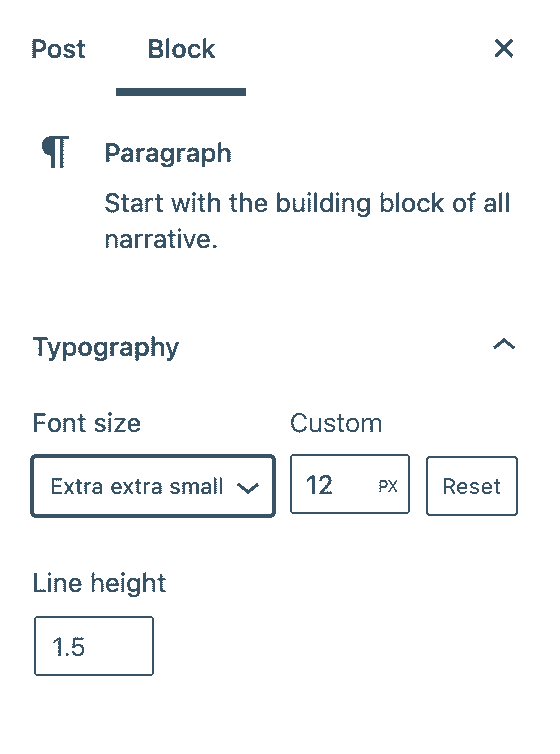 Post Block
Paragraph
Start with the building block of all
narrative.
Typography
Font size Custom
Extra extra small 12 PX Reset
Line height
1.5